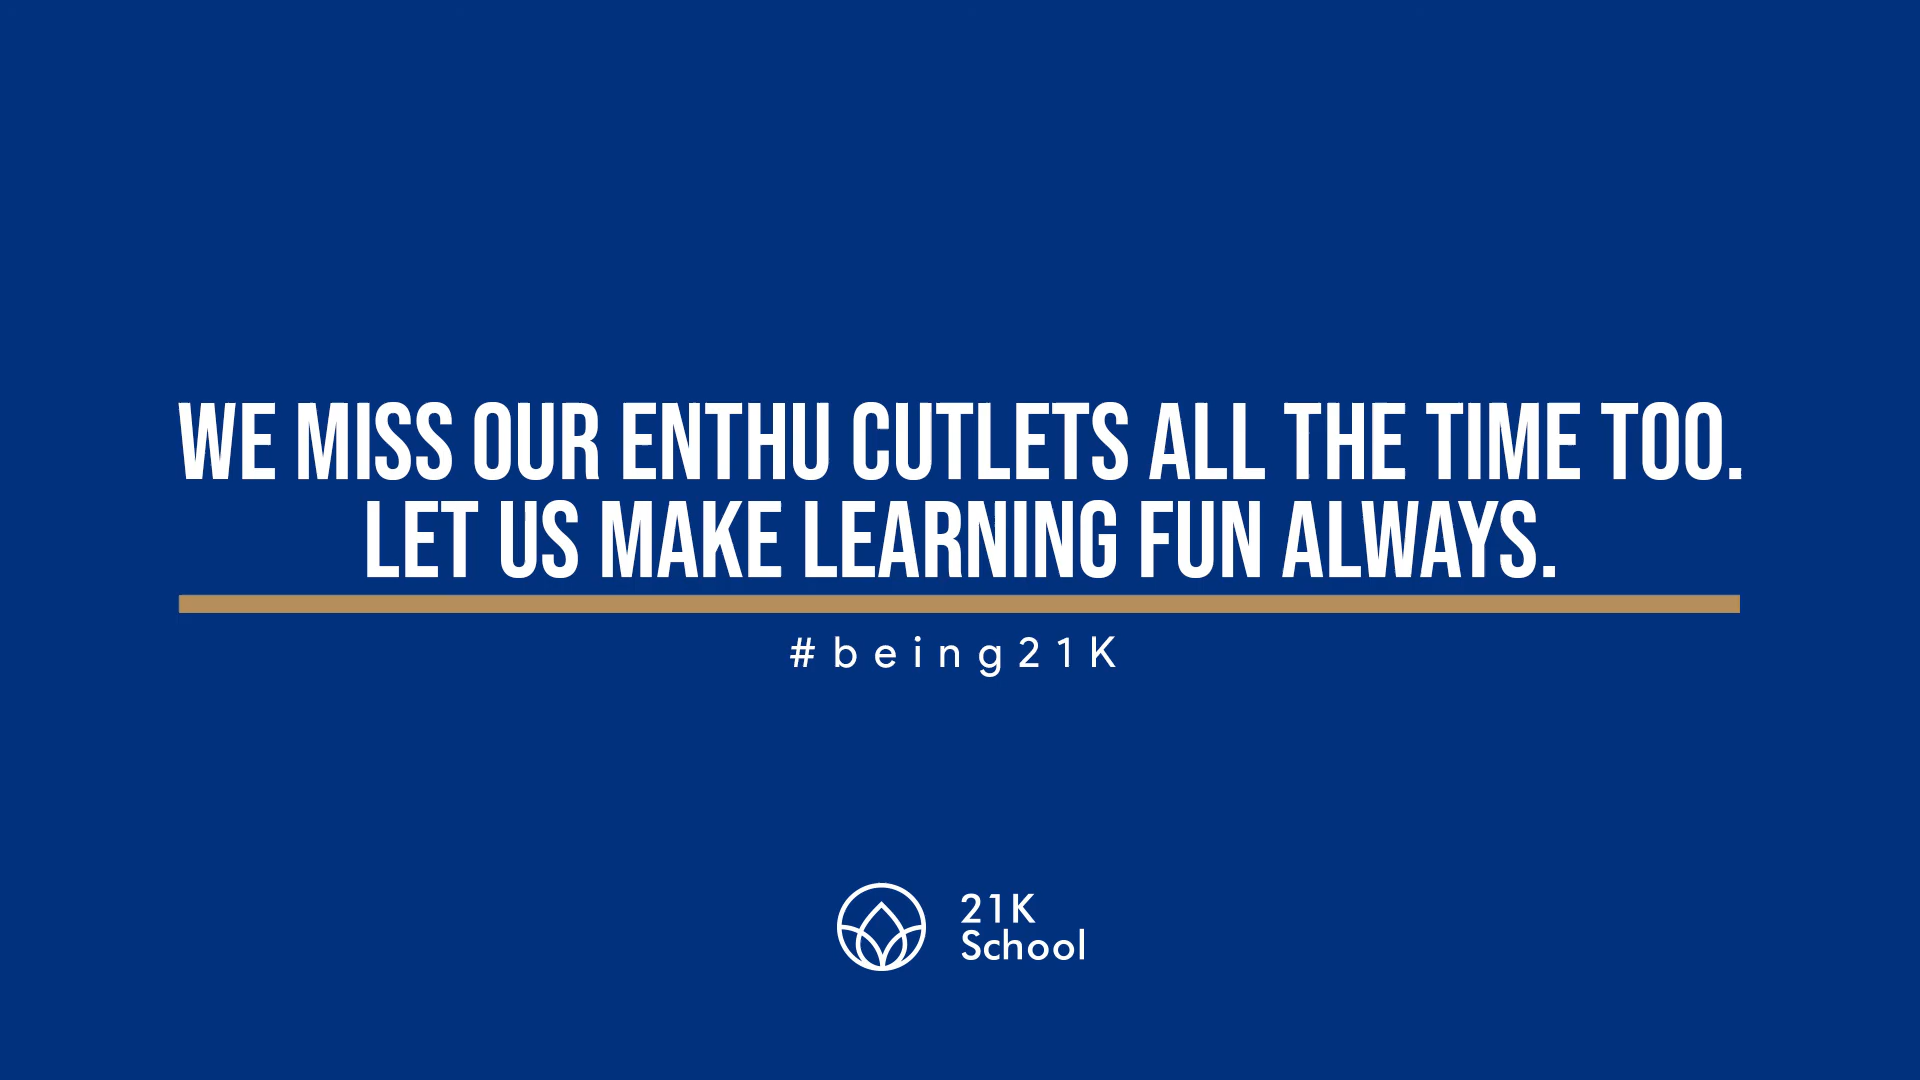 WE MISS OUR ENTHU CUTLETS ALL THE TIME TOO.
LET US MAKE LEARNING FUN ALWAYS.
#being21K
21K
School